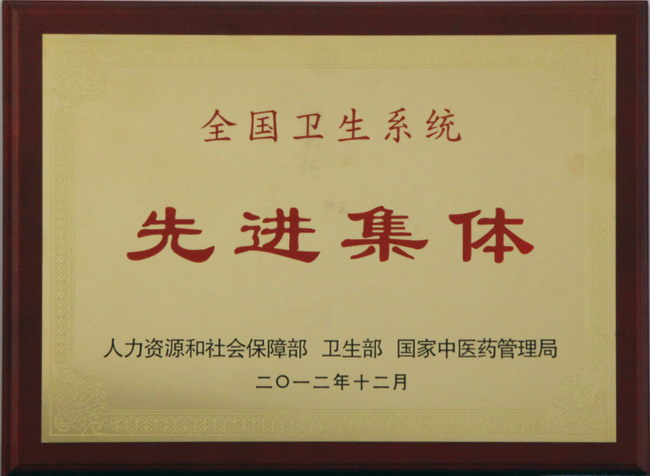 全国卫生系统
先进集体
人力资源和社会保障部 卫生部 国家中医药管理局
二〇一二年十二月